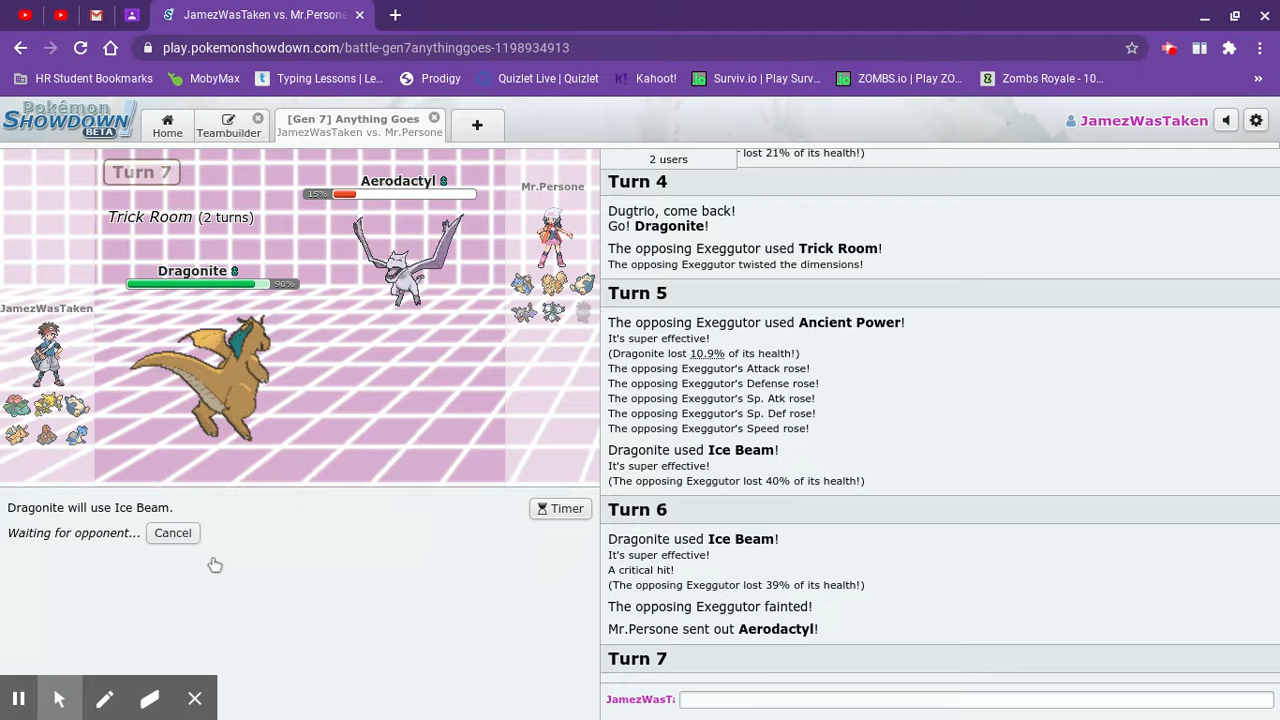 JamezWasTaken vs. Mr.Persone
play.pokemonshowdown.com/battle-gen7anythinggoes-1198934913
HR Student Bookmarks
MobyMax
Typing Lessons | Le...
Prodigy
Quizlet Live | Quizlet
Kahoot!
Surviv.io | Play Surv...
ZOMBS.io | Play ZO...
Zombs Royale - 10...
»
Pokémon
SHOWDOWN!
BETA
Home
Teambuilder
[Gen 7] Anything Goes
JamezWasTaken vs. Mr.Persone
JamezWasTaken
Turn 7
Trick Room (2 turns)
Aerodactyl
15%
Mr.Persone
Dragonite
90%
JamezWasTaken
Dragonite will use Ice Beam.
Timer
Waiting for opponent...
Cancel
2 users
lost 21% of its health!)
Turn 4
Dugtrio, come back!
Go! Dragonite!
The opposing Exeggutor used Trick Room!
The opposing Exeggutor twisted the dimensions!
Turn 5
The opposing Exeggutor used Ancient Power!
It's super effective!
(Dragonite lost 10.9% of its health!)
The opposing Exeggutor's Attack rose!
The opposing Exeggutor's Defense rose!
The opposing Exeggutor's Sp. Atk rose!
The opposing Exeggutor's Sp. Def rose!
The opposing Exeggutor's Speed rose!
Dragonite used Ice Beam!
It's super effective!
(The opposing Exeggutor lost 40% of its health!)
Turn 6
Dragonite used Ice Beam!
It's super effective!
A critical hit!
(The opposing Exeggutor lost 39% of its health!)
The opposing Exeggutor fainted!
Mr.Persone sent out Aerodactyl!
Turn 7
JamezWasTa